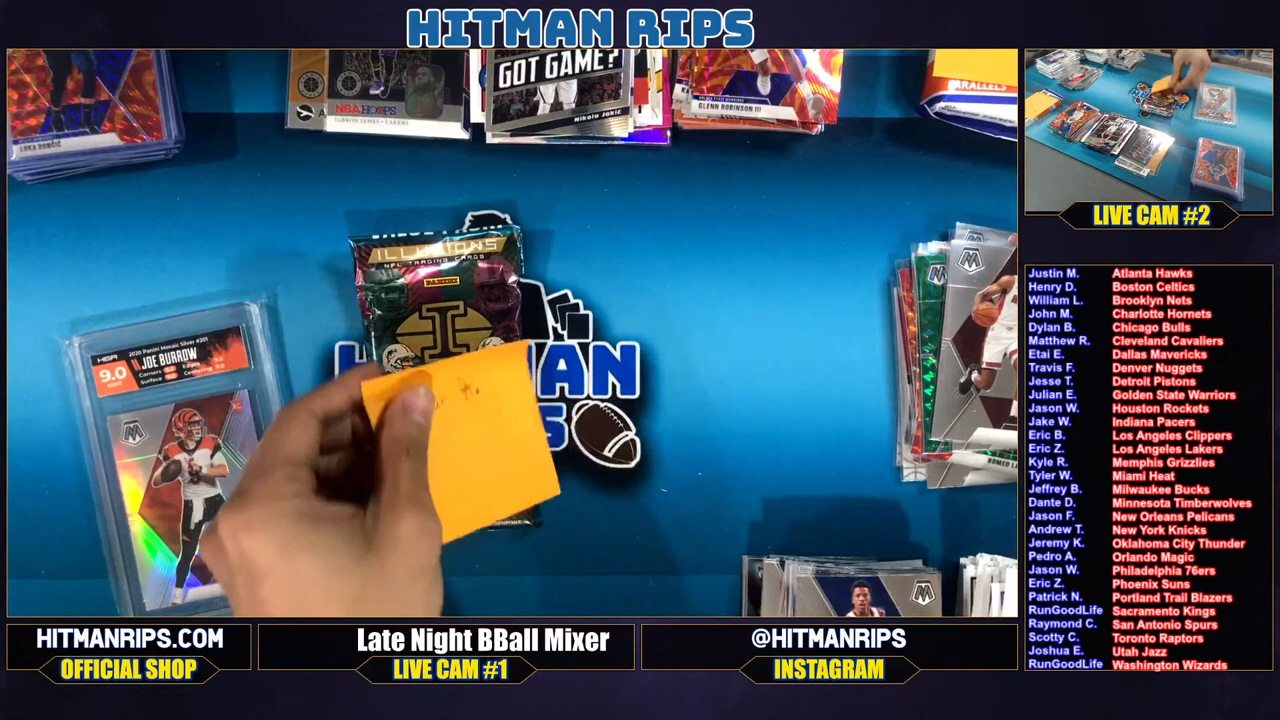 HITMAN RIPS
LUKA DONČIĆ
NBA HOOPS
LEBRON JAMES • LAKERS
GOT GAME?
Nikola Jokic
GLENN ROBINSON III
PARALLELS
LIVE CAM #2
ILLUSIONS
NFL TRADING CARDS
PANINI
I
HGA
2020 Panini Mosaic Silver #201
JOE BURROW
9.0
Corners
Edges
Surface
Centering
RC
M
HITMAN
Justin M. Atlanta Hawks
Henry D. Boston Celtics
William L. Brooklyn Nets
John M. Charlotte Hornets
Dylan B. Chicago Bulls
Matthew R. Cleveland Cavaliers
Etai E. Dallas Mavericks
Travis F. Denver Nuggets
Jesse T. Detroit Pistons
Julian E. Golden State Warriors
Jason W. Houston Rockets
Jake W. Indiana Pacers
Eric B. Los Angeles Clippers
Eric Z. Los Angeles Lakers
Kyle R. Memphis Grizzlies
Tyler W. Miami Heat
Jeffrey B. Milwaukee Bucks
Dante D. Minnesota Timberwolves
Jason F. New Orleans Pelicans
Andrew T. New York Knicks
Jeremy K. Oklahoma City Thunder
Pedro A. Orlando Magic
Jason W. Philadelphia 76ers
Eric Z. Phoenix Suns
Patrick N. Portland Trail Blazers
RunGoodLife Sacramento Kings
Raymond C. San Antonio Spurs
Scotty C. Toronto Raptors
Joshua E. Utah Jazz
RunGoodLife Washington Wizards
HITMANRIPS.COM
OFFICIAL SHOP
Late Night BBall Mixer
LIVE CAM #1
@HITMANRIPS
INSTAGRAM